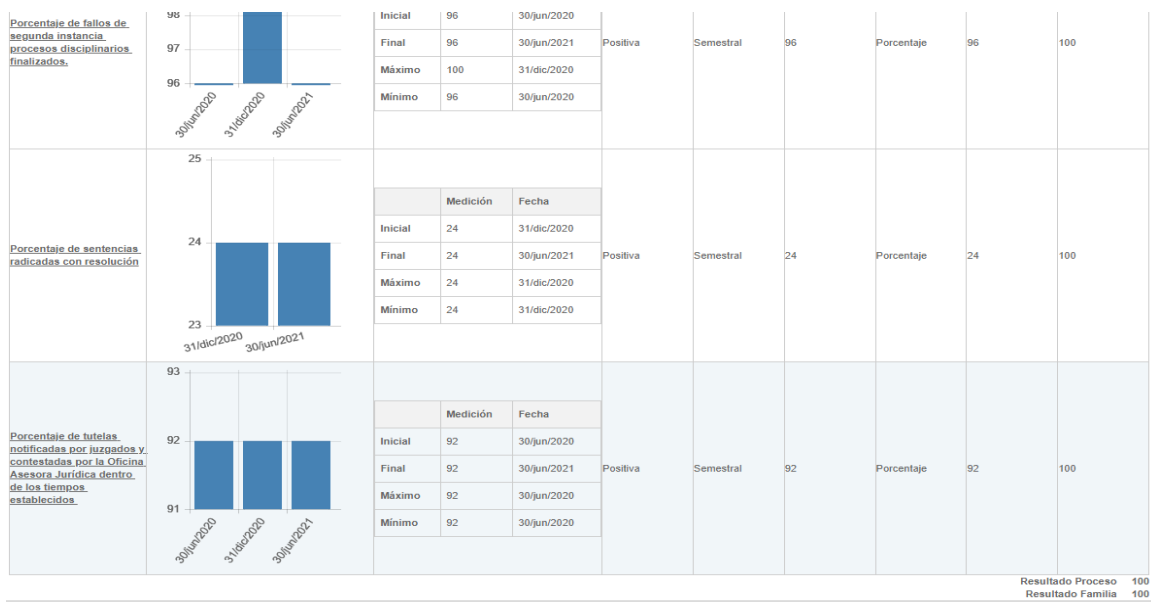 Porcentaje de fallos de
segunda instancia
procesos disciplinarios
finalizados.
98
97
96
30/jun/2020
31/dic/2020
30/jun/2021
Inicial 96 30/jun/2020
Final 96 30/jun/2021
Máximo 100 31/dic/2020
Mínimo 96 30/jun/2020
Positiva Semestral 96 Porcentaje 96 100
Porcentaje de sentencias
radicadas con resolución
25
24
23
31/dic/2020
30/jun/2021
Medición Fecha
Inicial 24 31/dic/2020
Final 24 30/jun/2021
Máximo 24 31/dic/2020
Mínimo 24 31/dic/2020
Positiva Semestral 24 Porcentaje 24 100
Porcentaje de tutelas
notificadas por juzgados y
contestadas por la Oficina
Asesora Jurídica dentro
de los tiempos
establecidos
93
92
91
30/jun/2020
31/dic/2020
30/jun/2021
Medición Fecha
Inicial 92 30/jun/2020
Final 92 30/jun/2021
Máximo 92 30/jun/2020
Mínimo 92 30/jun/2020
Positiva Semestral 92 Porcentaje 92 100
Resultado Proceso 100
Resultado Familia 100